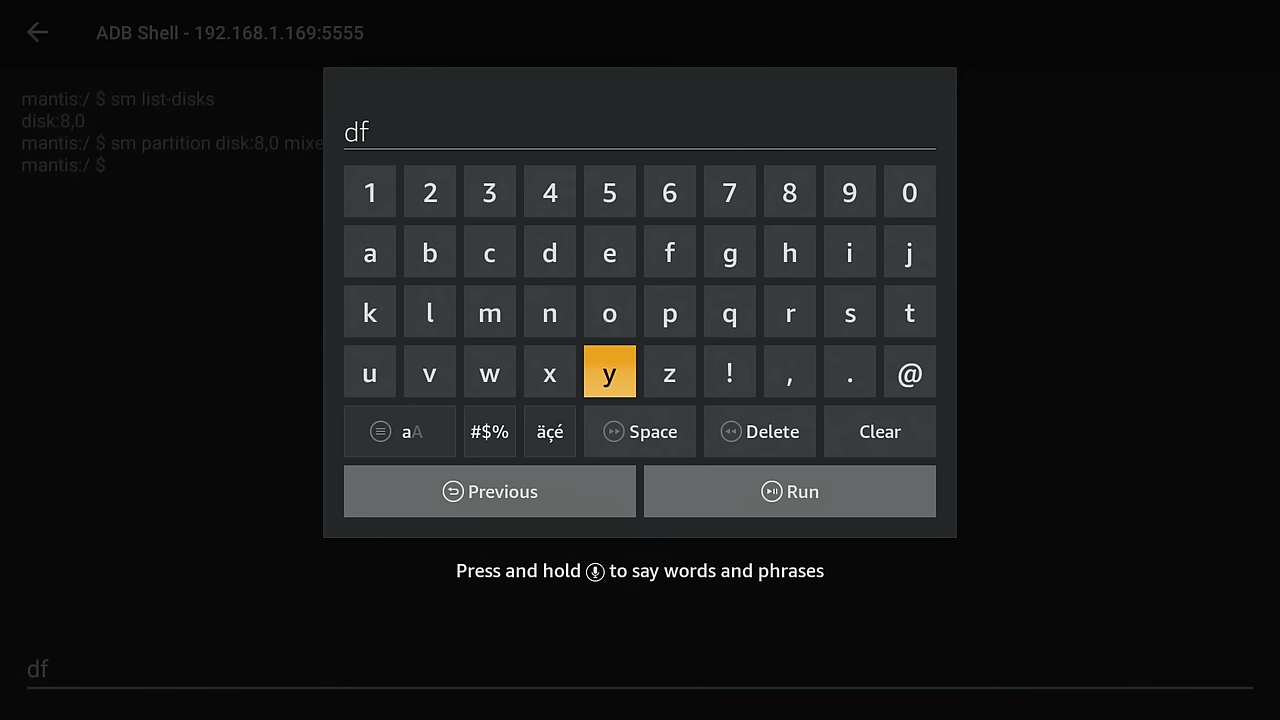 ADB Shell - 192.168.1.169:5555
mantis:/ $ sm list-disks
disk:8,0
mantis:/ $ sm partition disk:8,0 mixe
mantis:/ $
df
1 2 3 4 5 6 7 8 9 0
a b c d e f g h i j
k l m n o p q r s t
u v w x y z ! , . @
aA #$% äçé Space Delete Clear
Previous Run
Press and hold to say words and phrases
df